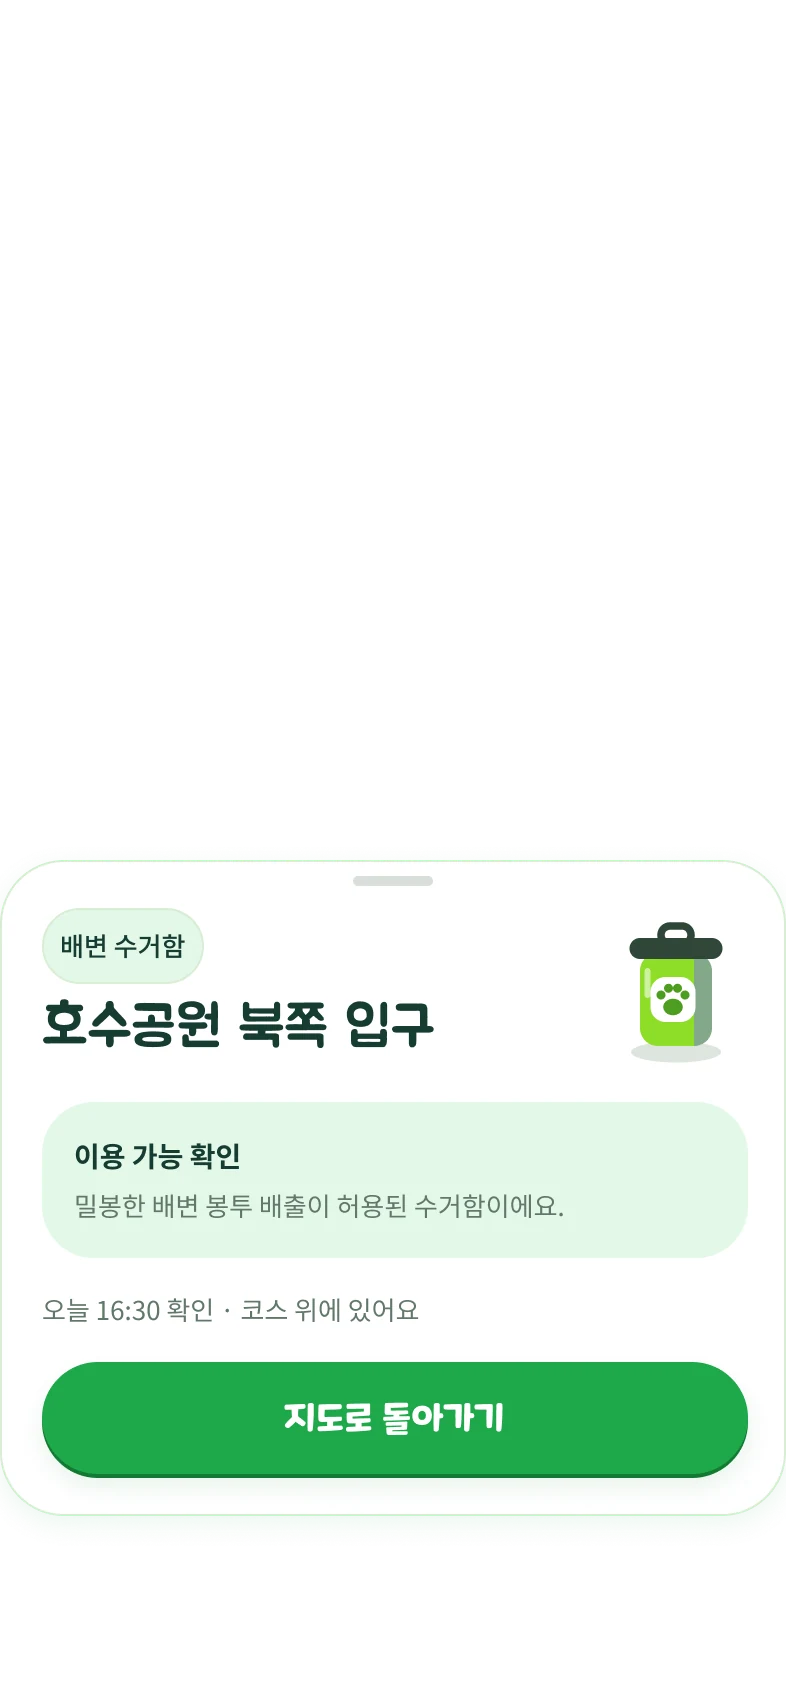 배변 수거함
호수공원 북쪽 입구
이용 가능 확인
밀봉한 배변 봉투 배출이 허용된 수거함이에요.
오늘 16:30 확인 · 코스 위에 있어요
지도로 돌아가기